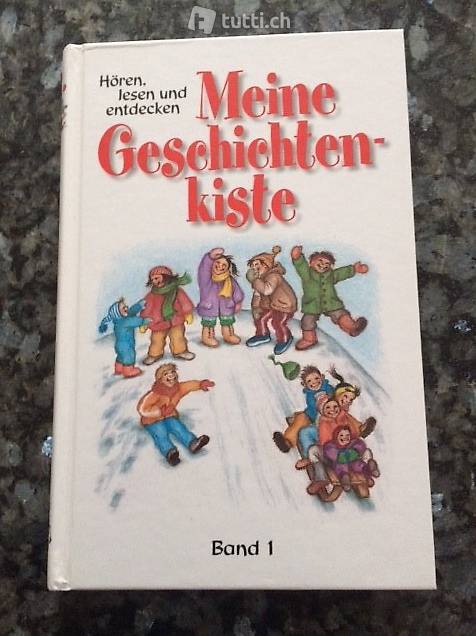 tutti.ch
Hören,
lesen und
entdecken
Meine
Geschichten-
kiste
Band 1